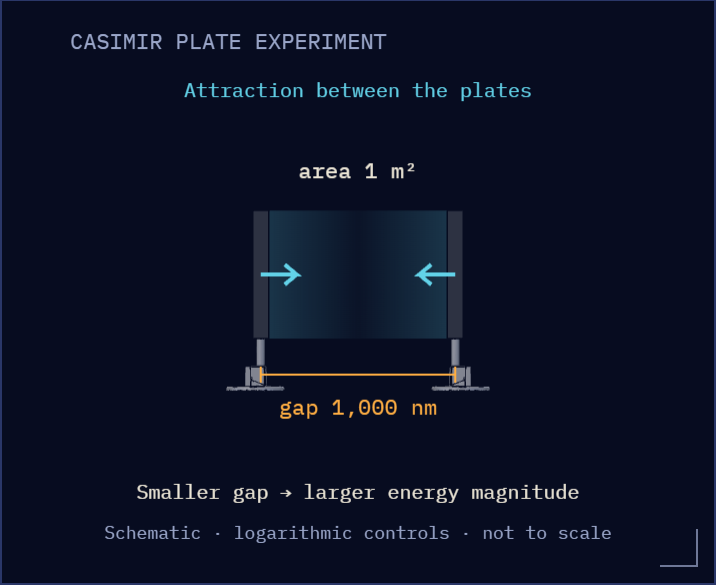 CASIMIR PLATE EXPERIMENT
Attraction between the plates
area 1 m²
gap 1,000 nm
Smaller gap → larger energy magnitude
Schematic · logarithmic controls · not to scale